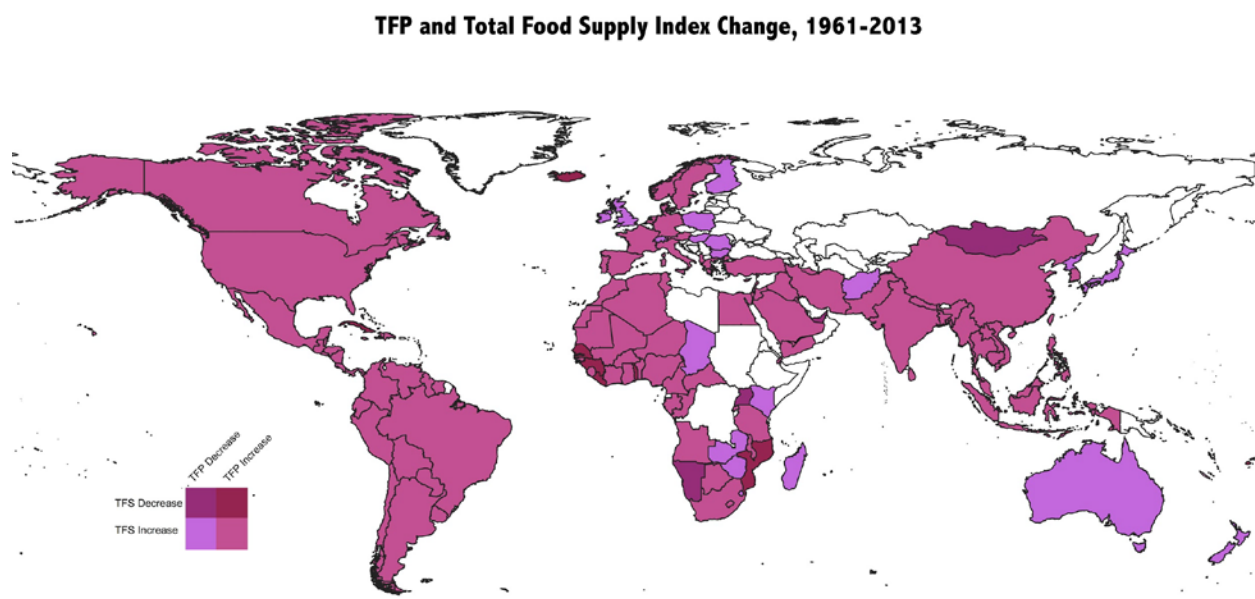 TFP and Total Food Supply Index Change, 1961-2013
TFP Decrease
TFP Increase
TFS Decrease
TFS Increase